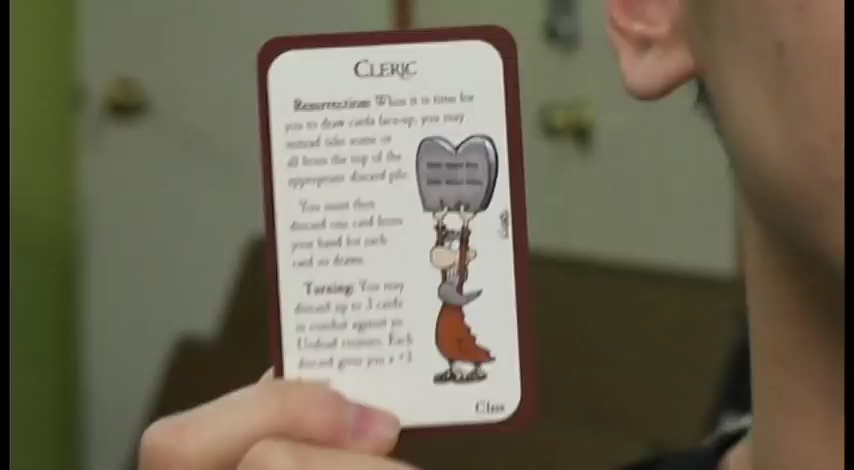 CLERIC
Resurrection: When it is time for
you to draw cards face-up, you may
instead take some or
all from the top of the
appropriate discard pile.
You must then
discard one card from
your hand for each
card so drawn.
Turning: You may
discard up to 3 cards
in combat against an
Undead creature. Each
discard gives you a +3
Class